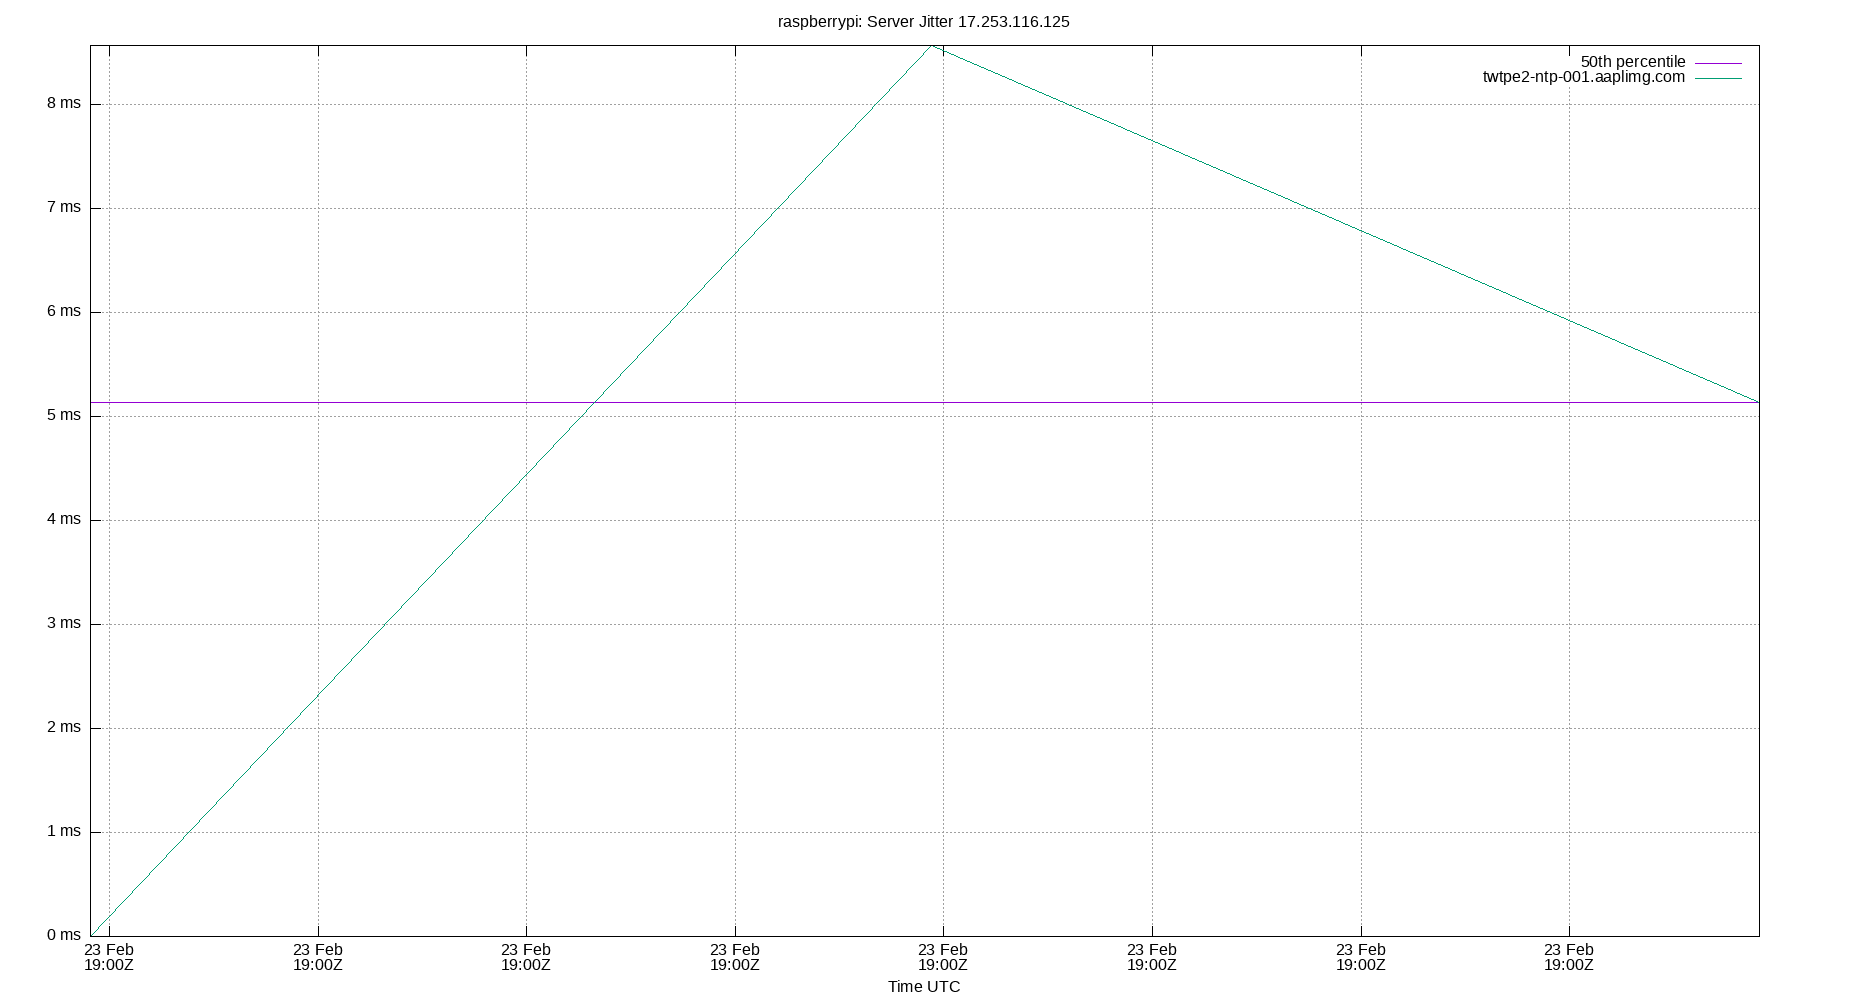 raspberrypi: Server Jitter 17.253.116.125
50th percentile
twtpe2-ntp-001.aaplimg.com
8 ms
7 ms
6 ms
5 ms
4 ms
3 ms
2 ms
1 ms
0 ms
23 Feb 23 Feb 23 Feb 23 Feb 23 Feb 23 Feb 23 Feb 23 Feb
19:00Z 19:00Z 19:00Z 19:00Z 19:00Z 19:00Z 19:00Z 19:00Z
Time UTC